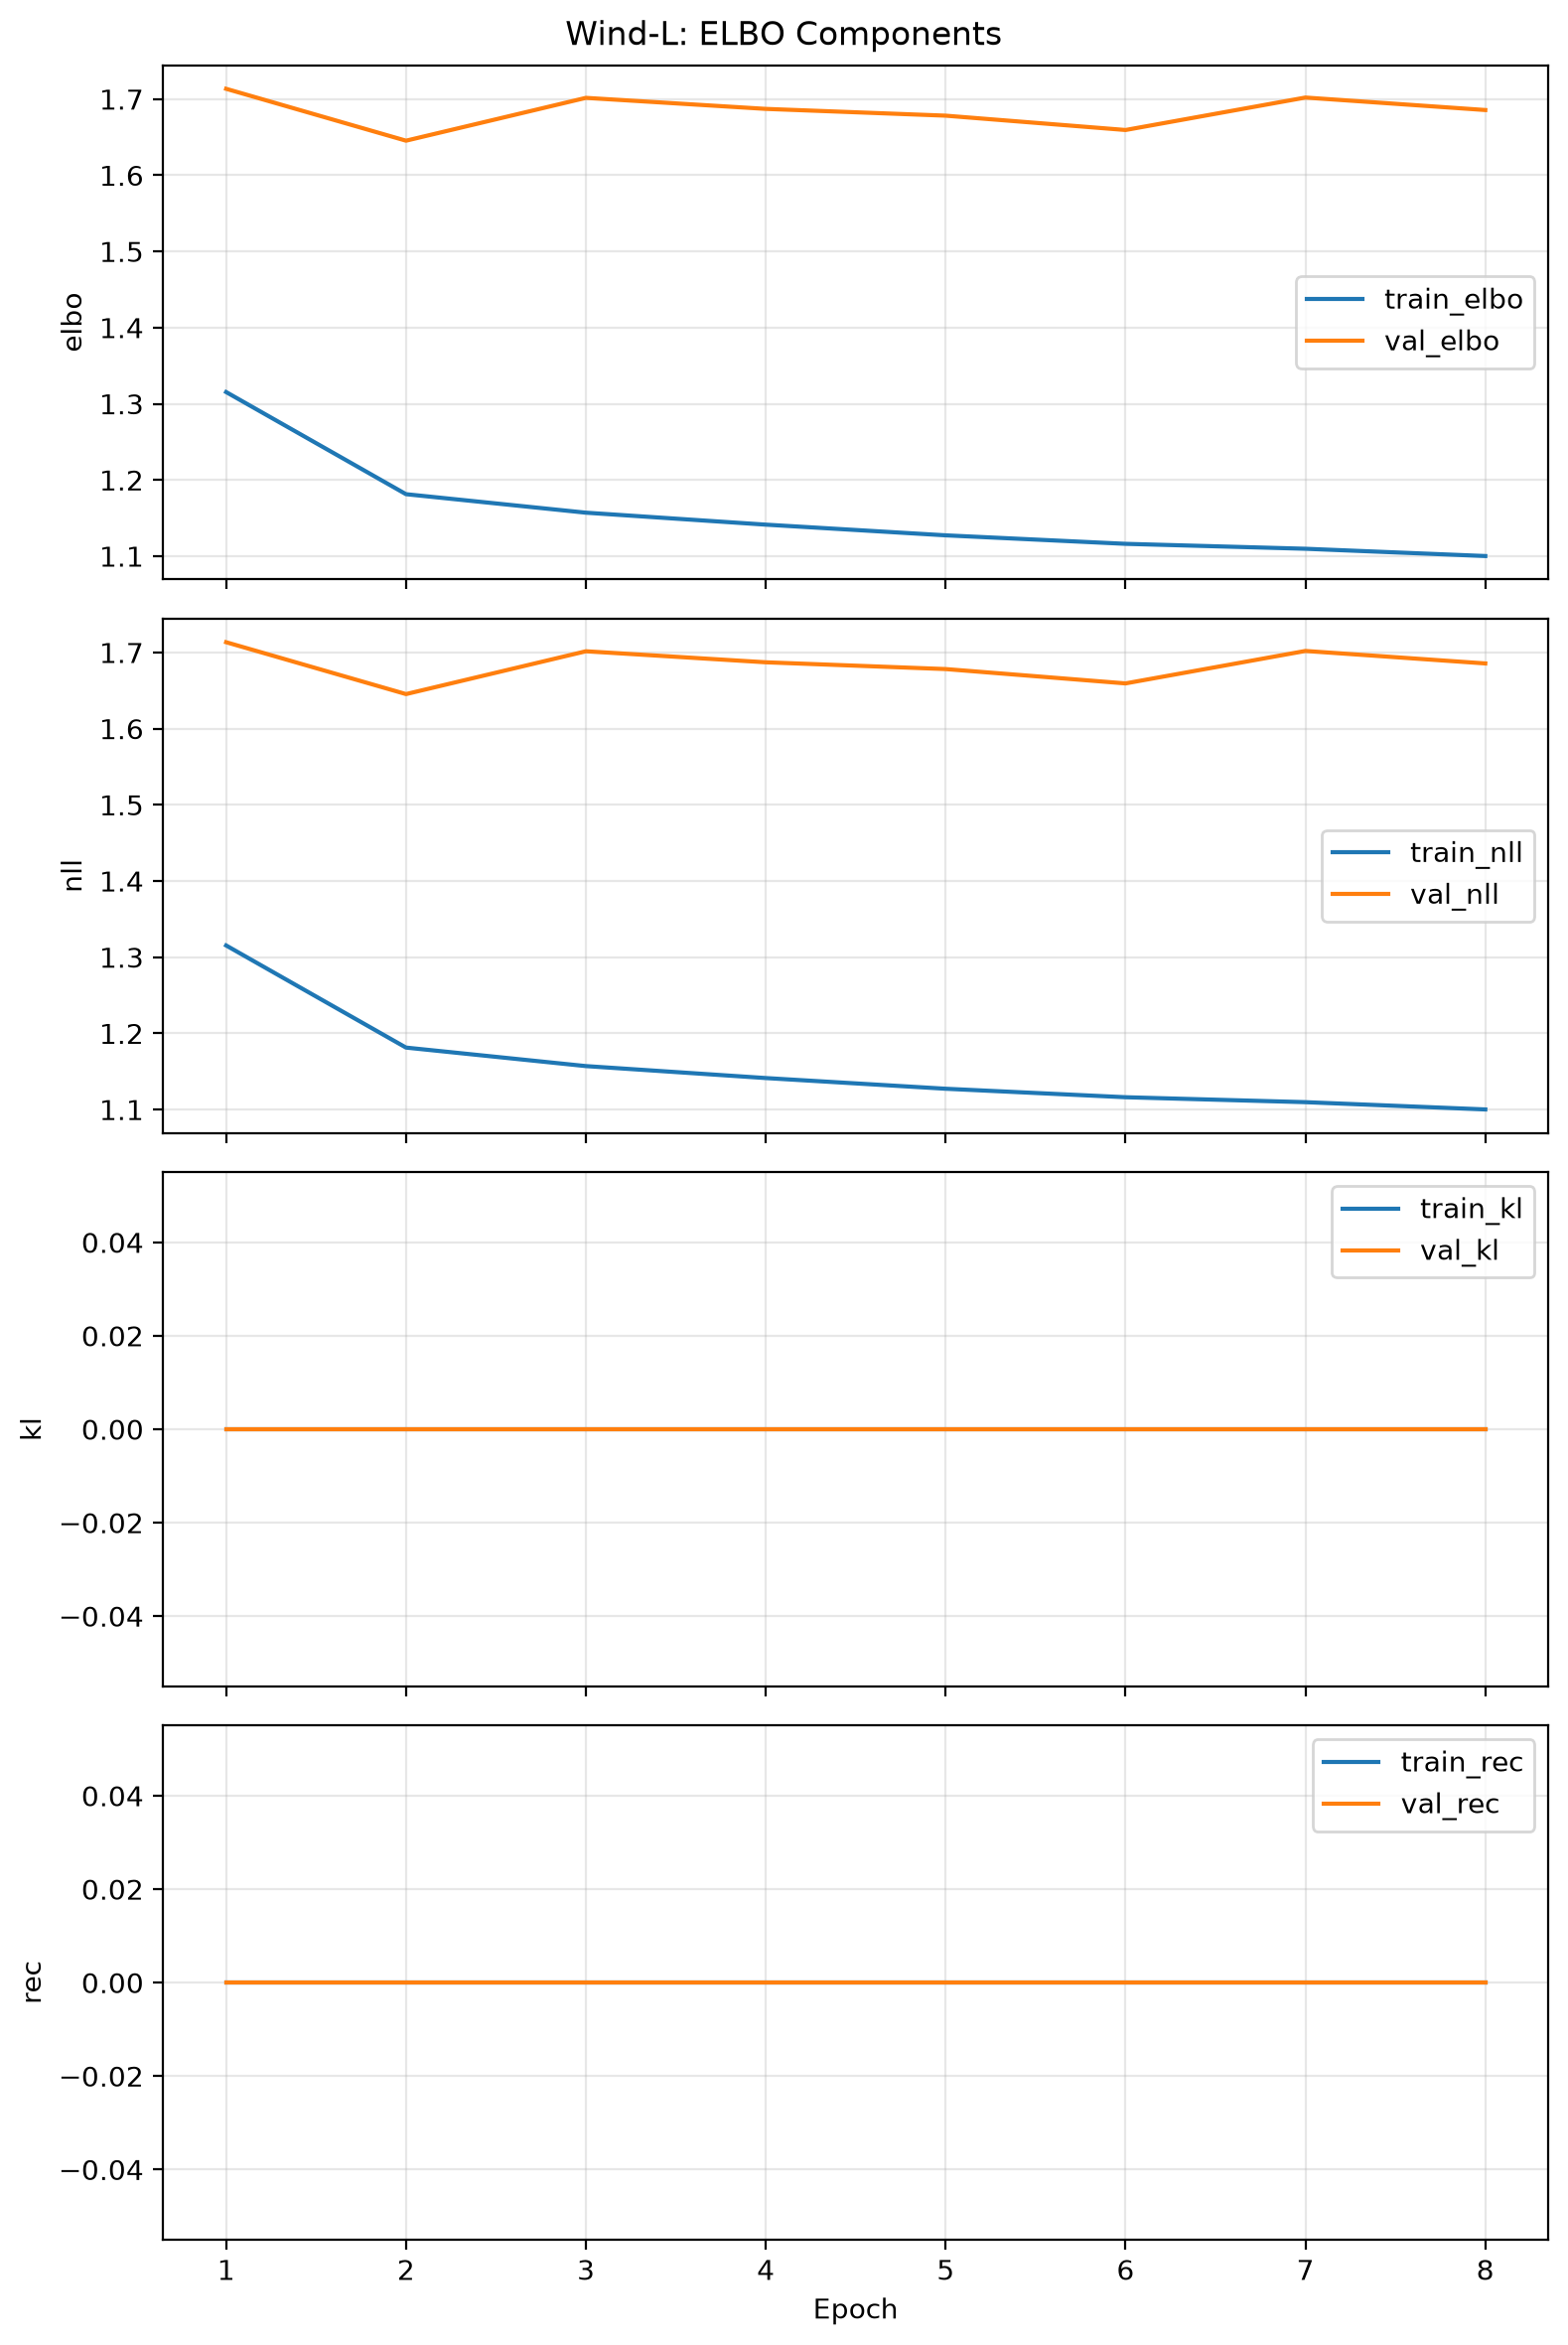 Wind-L: ELBO Components
1.7
1.6
1.5
1.4
1.3
1.2
1.1
elbo
train_elbo
val_elbo
1.7
1.6
1.5
1.4
1.3
1.2
1.1
nll
train_nll
val_nll
0.04
0.02
0.00
−0.02
−0.04
kl
train_kl
val_kl
0.04
0.02
0.00
−0.02
−0.04
rec
train_rec
val_rec
1 2 3 4 5 6 7 8
Epoch